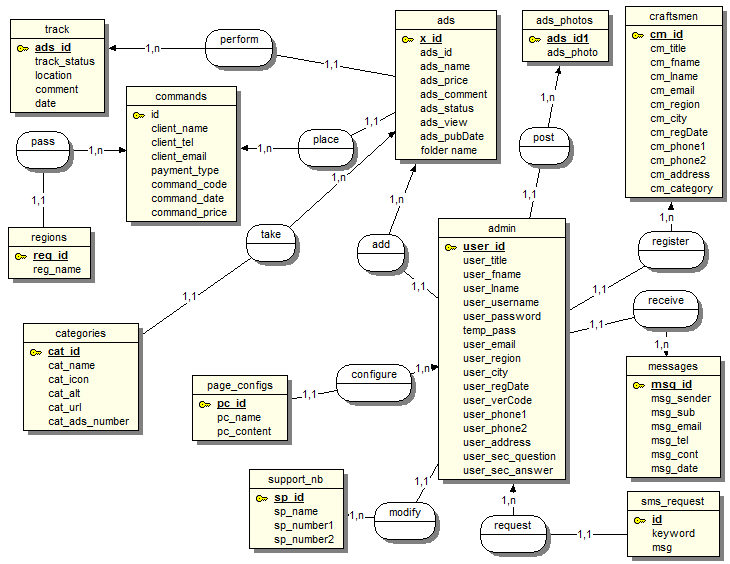 track
ads_id
track_status
location
comment
date
perform
1,n
1,1
ads
x_id
ads_id
ads_name
ads_price
ads_comment
ads_status
ads_view
ads_pubDate
folder name
ads_photos
ads_id1
ads_photo
craftsmen
cm_id
cm_title
cm_fname
cm_lname
cm_email
cm_region
cm_city
cm_regDate
cm_phone1
cm_phone2
cm_address
cm_category
commands
id
client_name
client_tel
client_email
payment_type
command_code
command_date
command_price
pass
1,n
1,1
place
1,n
1,1
post
1,n
1,1
regions
reg_id
reg_name
take
1,n
1,1
add
1,n
1,1
admin
user_id
user_title
user_fname
user_lname
user_username
user_password
temp_pass
user_email
user_region
user_city
user_regDate
user_verCode
user_phone1
user_phone2
user_address
user_sec_question
user_sec_answer
register
1,n
1,1
receive
1,1
1,n
categories
cat_id
cat_name
cat_icon
cat_alt
cat_url
cat_ads_number
page_configs
pc_id
pc_name
pc_content
configure
1,1
1,n
messages
msg_id
msg_sender
msg_sub
msg_email
msg_tel
msg_cont
msg_date
support_nb
sp_id
sp_name
sp_number1
sp_number2
modify
1,n
1,1
request
1,n
1,1
sms_request
id
keyword
msg